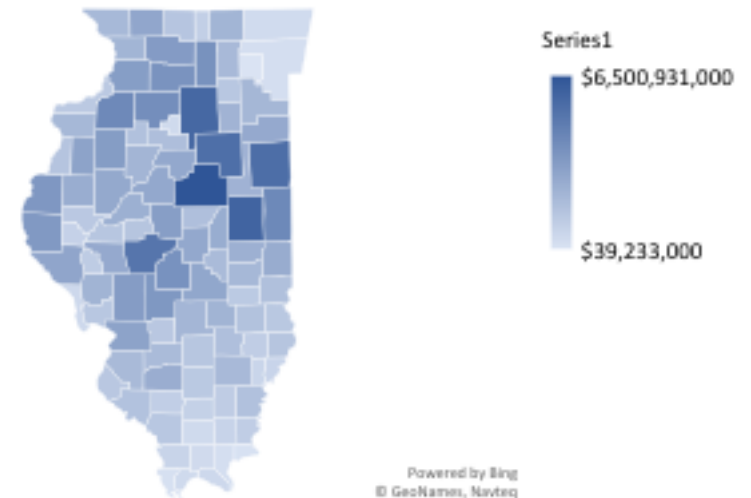 Series1
$6,500,931,000
$39,233,000
Powered by Bing
© GeoNames, Navteq